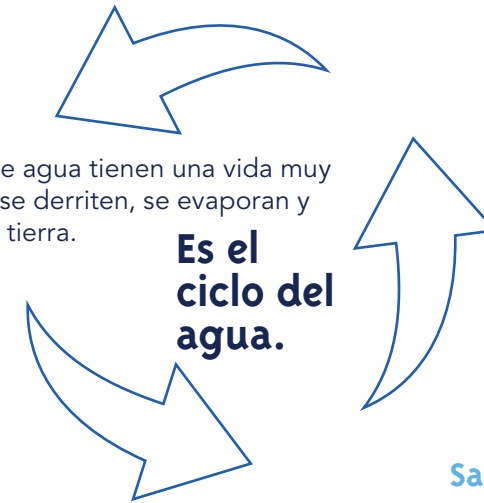 e agua tienen una vida muy
se derriten, se evaporan y
tierra.
Es el
ciclo del
agua.
Sa